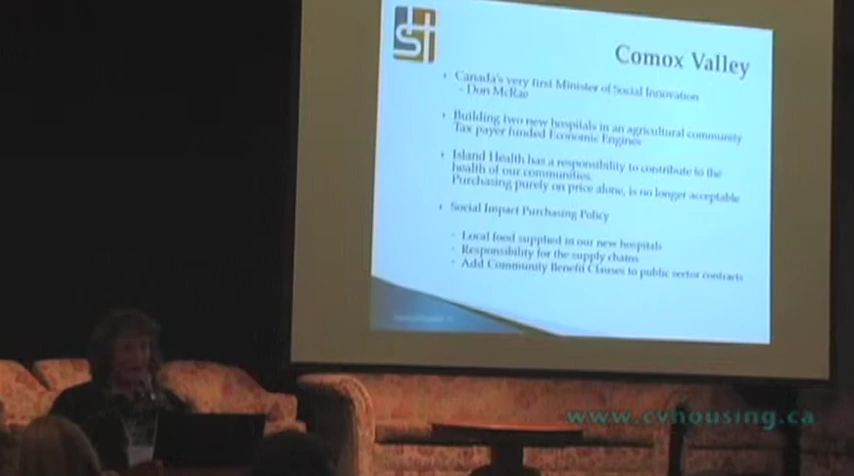 SH
Comox Valley
Canada's very first Minister of Social Innovation
- Don McRae
Building two new hospitals in an agricultural community
Tax payer funded Economic Engines
Island Health has a responsibility to contribute to the
health of our communities.
Purchasing purely on price alone, is no longer acceptable
Social Impact Purchasing Policy
- Local food supplied in our new hospitals
- Responsibility for the supply chains
- Add Community Benefit Clauses to public sector contracts
www.cvhousing.ca